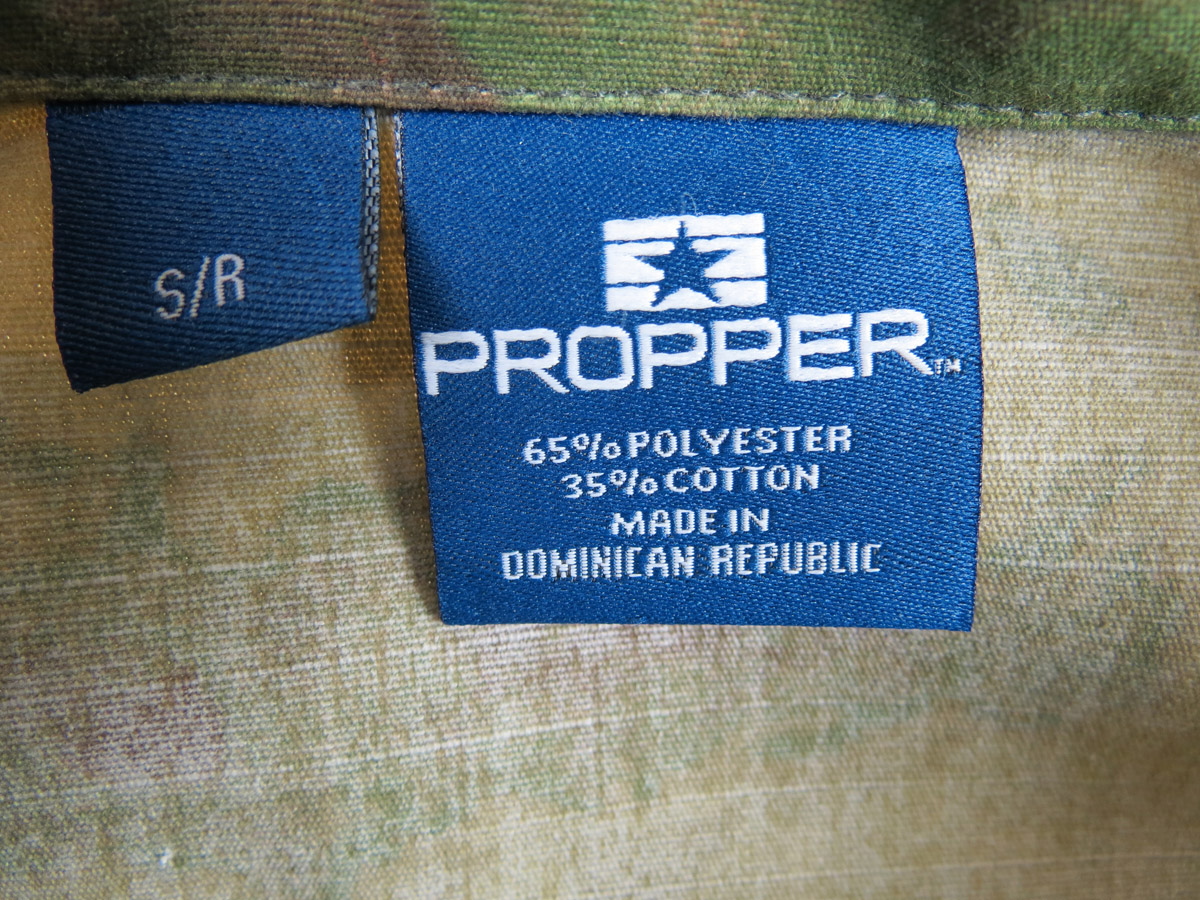 S/R
PROPPER™
65% POLYESTER
35% COTTON
MADE IN
DOMINICAN REPUBLIC